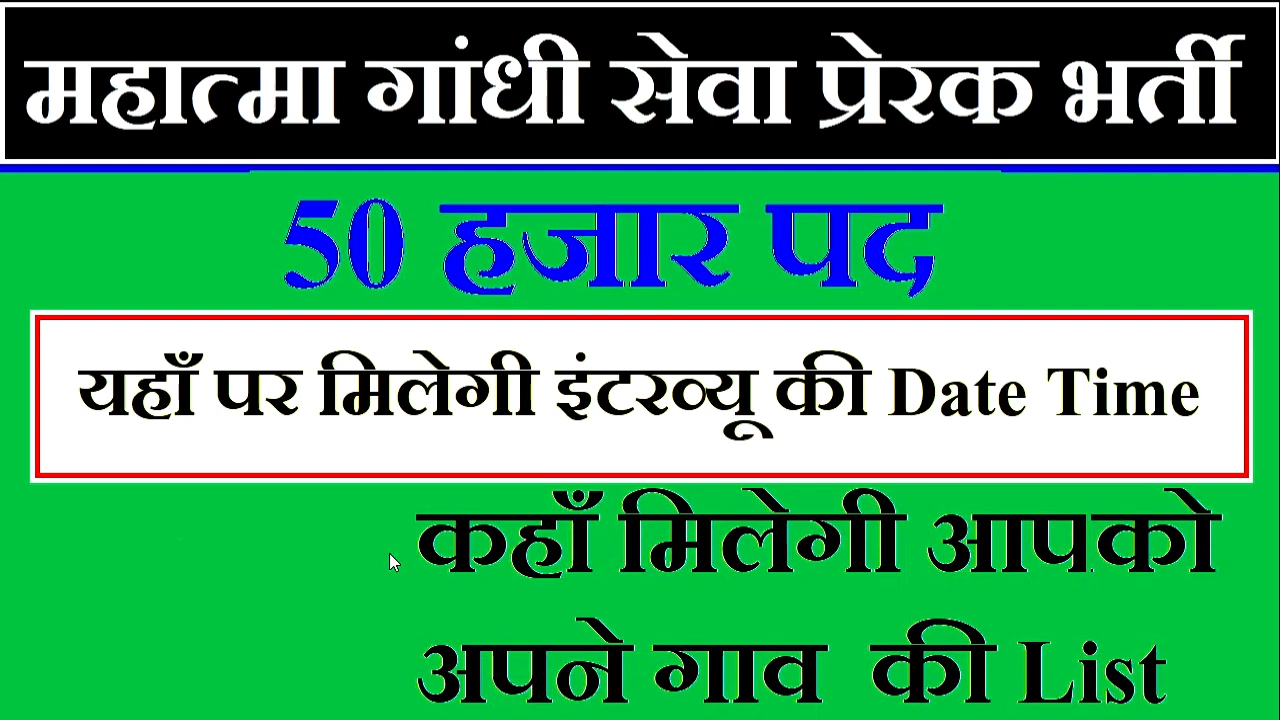 महात्मा गांधी सेवा प्रेरक भर्ती
50 हजार पद
यहाँ पर मिलेगी इंटरव्यू की Date Time
कहाँ मिलेगी आपको
अपने गाव की List